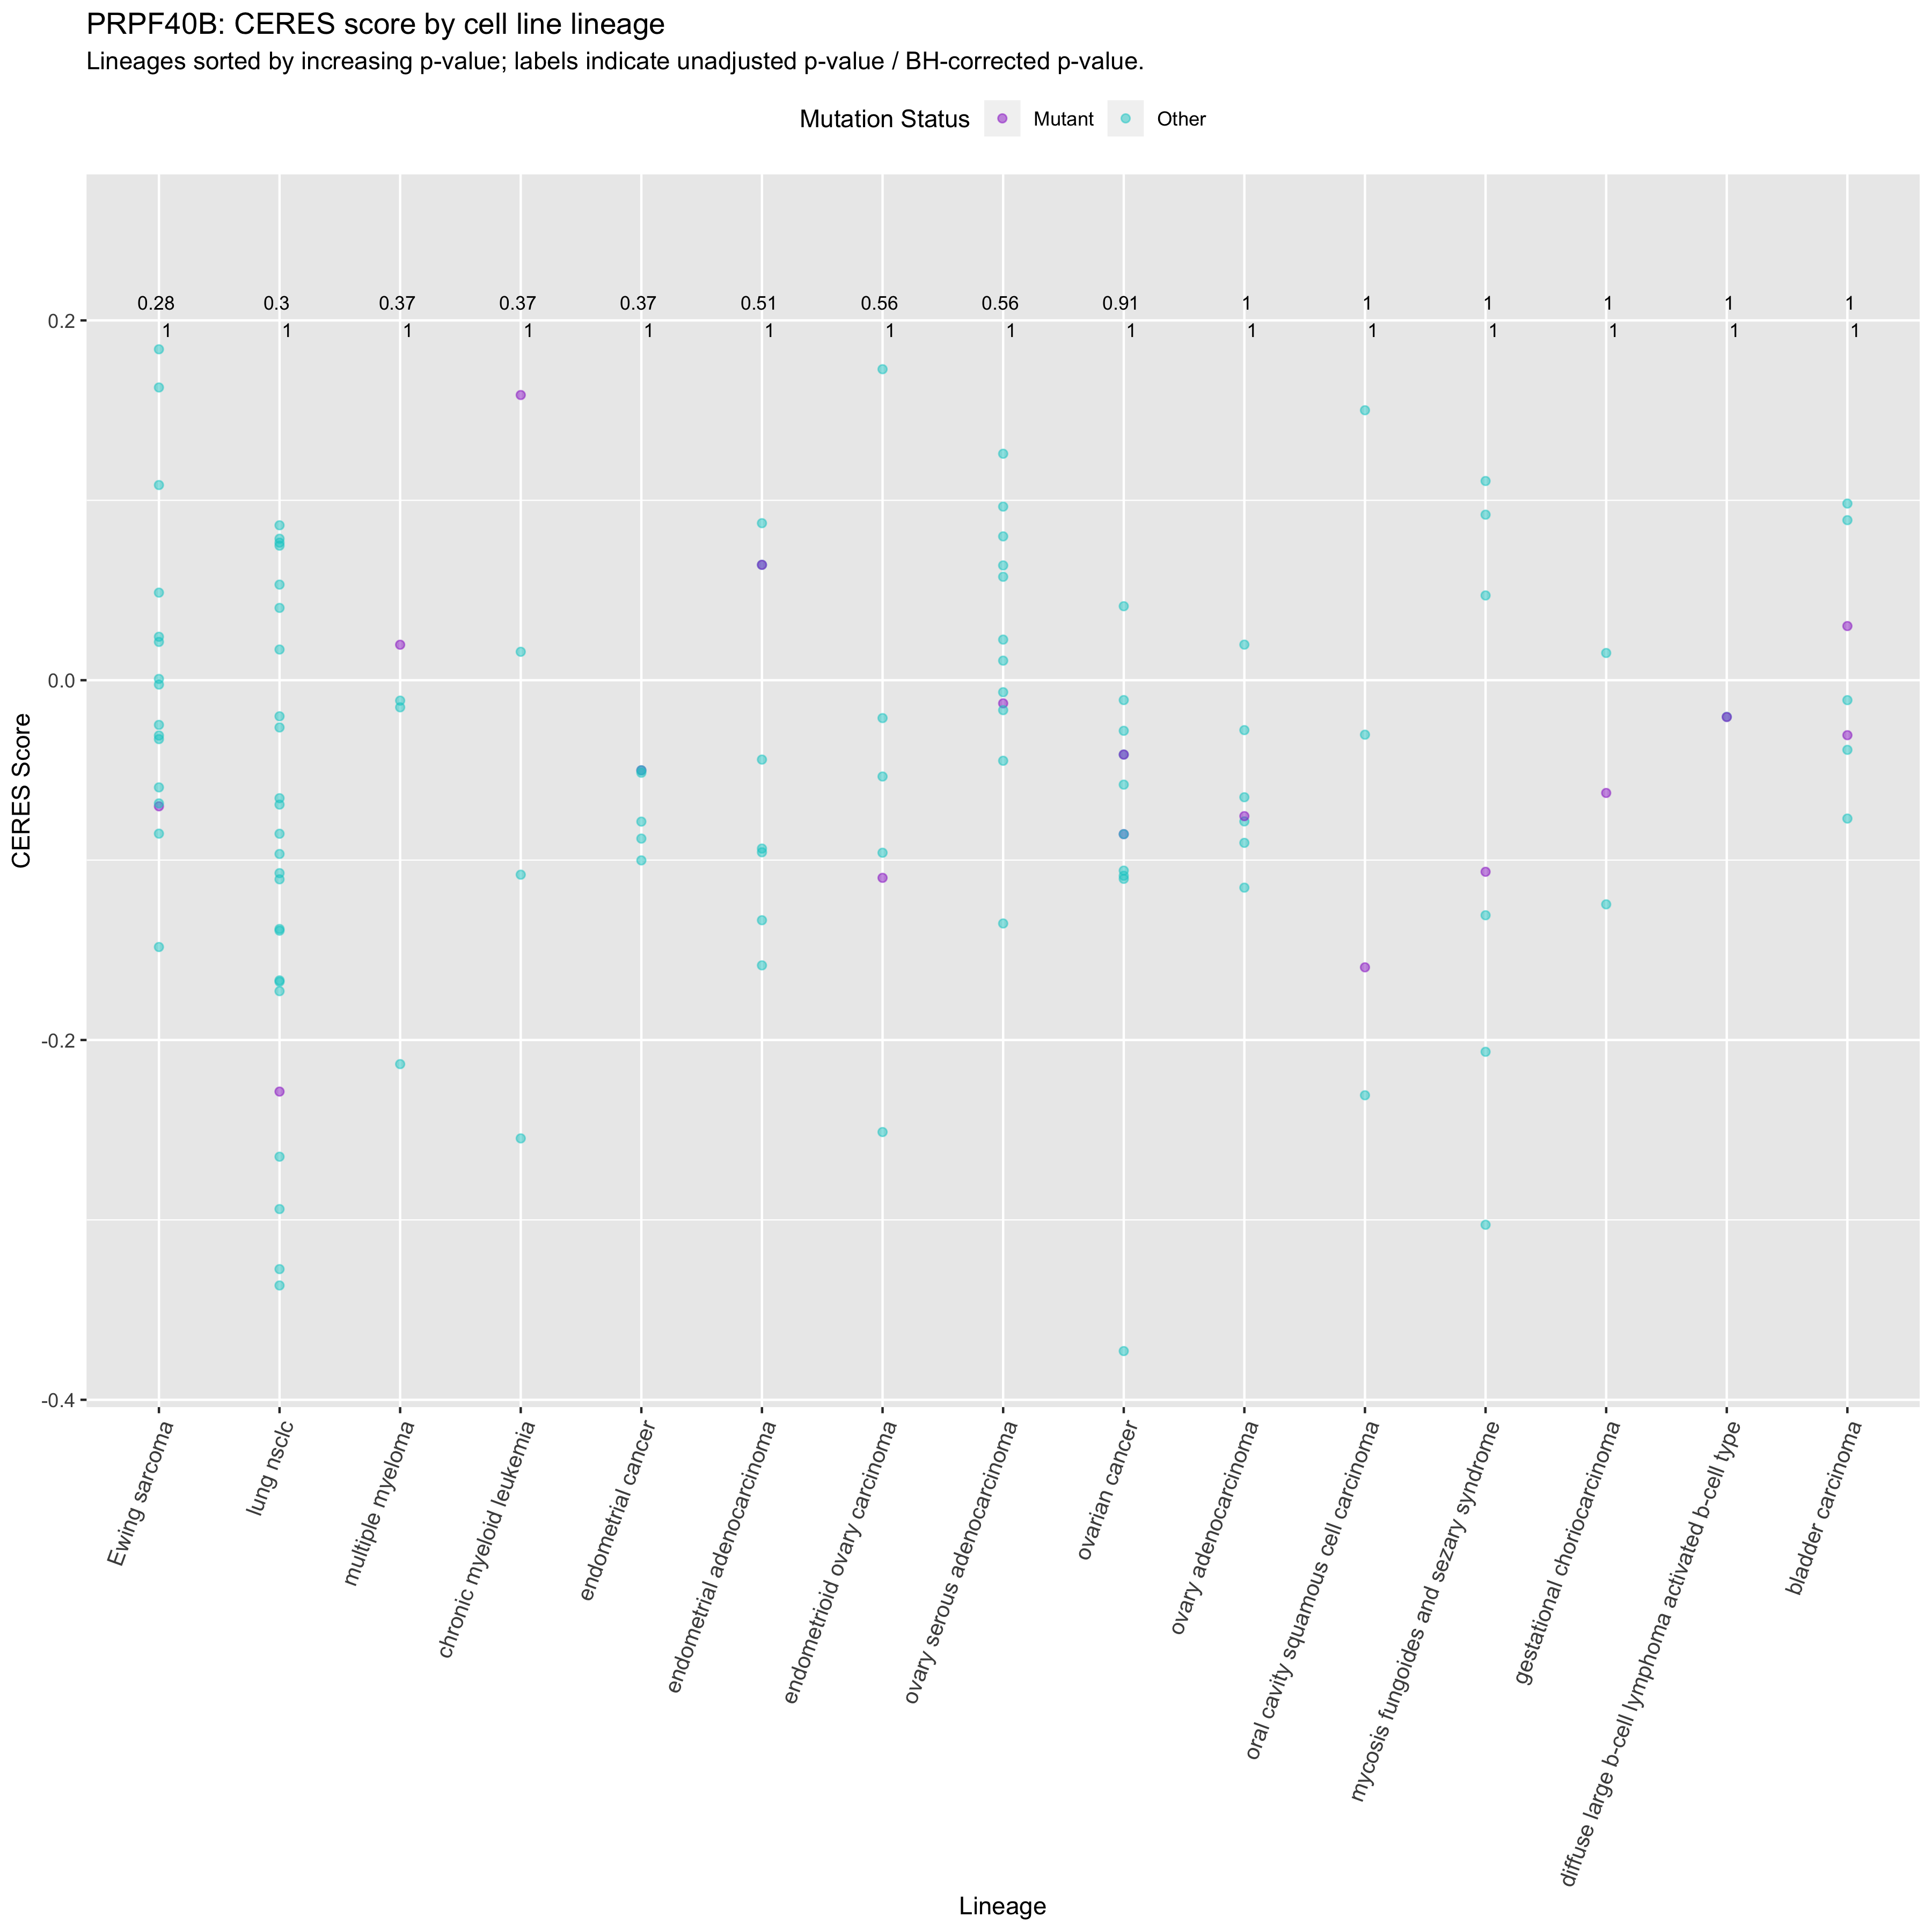 PRPF40B: CERES score by cell line lineage
Lineages sorted by increasing p-value; labels indicate unadjusted p-value / BH-corrected p-value.
Mutation Status Mutant Other
0.28 0.3 0.37 0.37 0.37 0.51 0.56 0.56 0.91 1 1 1 1 1 1
1 1 1 1 1 1 1 1 1 1 1 1 1 1 1
0.2
0.0
-0.2
-0.4
CERES Score
Ewing sarcoma
lung nsclc
multiple myeloma
chronic myeloid leukemia
endometrial cancer
endometrial adenocarcinoma
endometrioid ovary carcinoma
ovary serous adenocarcinoma
ovarian cancer
ovary adenocarcinoma
oral cavity squamous cell carcinoma
mycosis fungoides and sezary syndrome
gestational choriocarcinoma
diffuse large b-cell lymphoma activated b-cell type
bladder carcinoma
Lineage